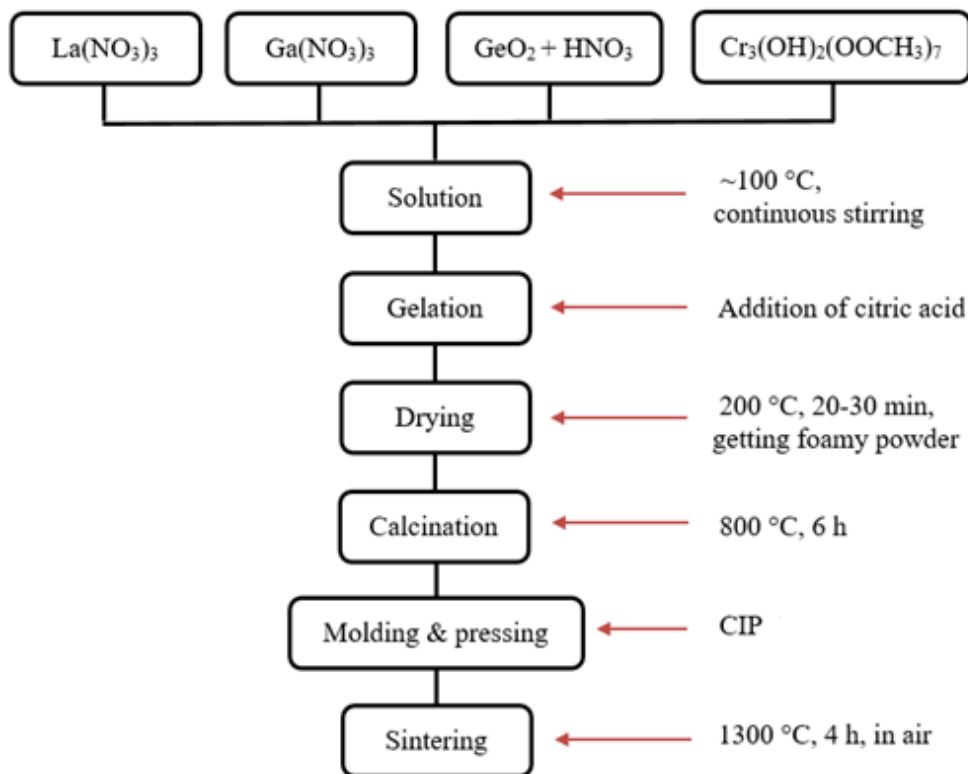 La(NO₃)₃
Ga(NO₃)₃
GeO₂ + HNO₃
Cr₃(OH)₂(OOCH₃)₇
Solution
~100 °C,
continuous stirring
Gelation
Addition of citric acid
Drying
200 °C, 20-30 min,
getting foamy powder
Calcination
800 °C, 6 h
Molding & pressing
CIP
Sintering
1300 °C, 4 h, in air